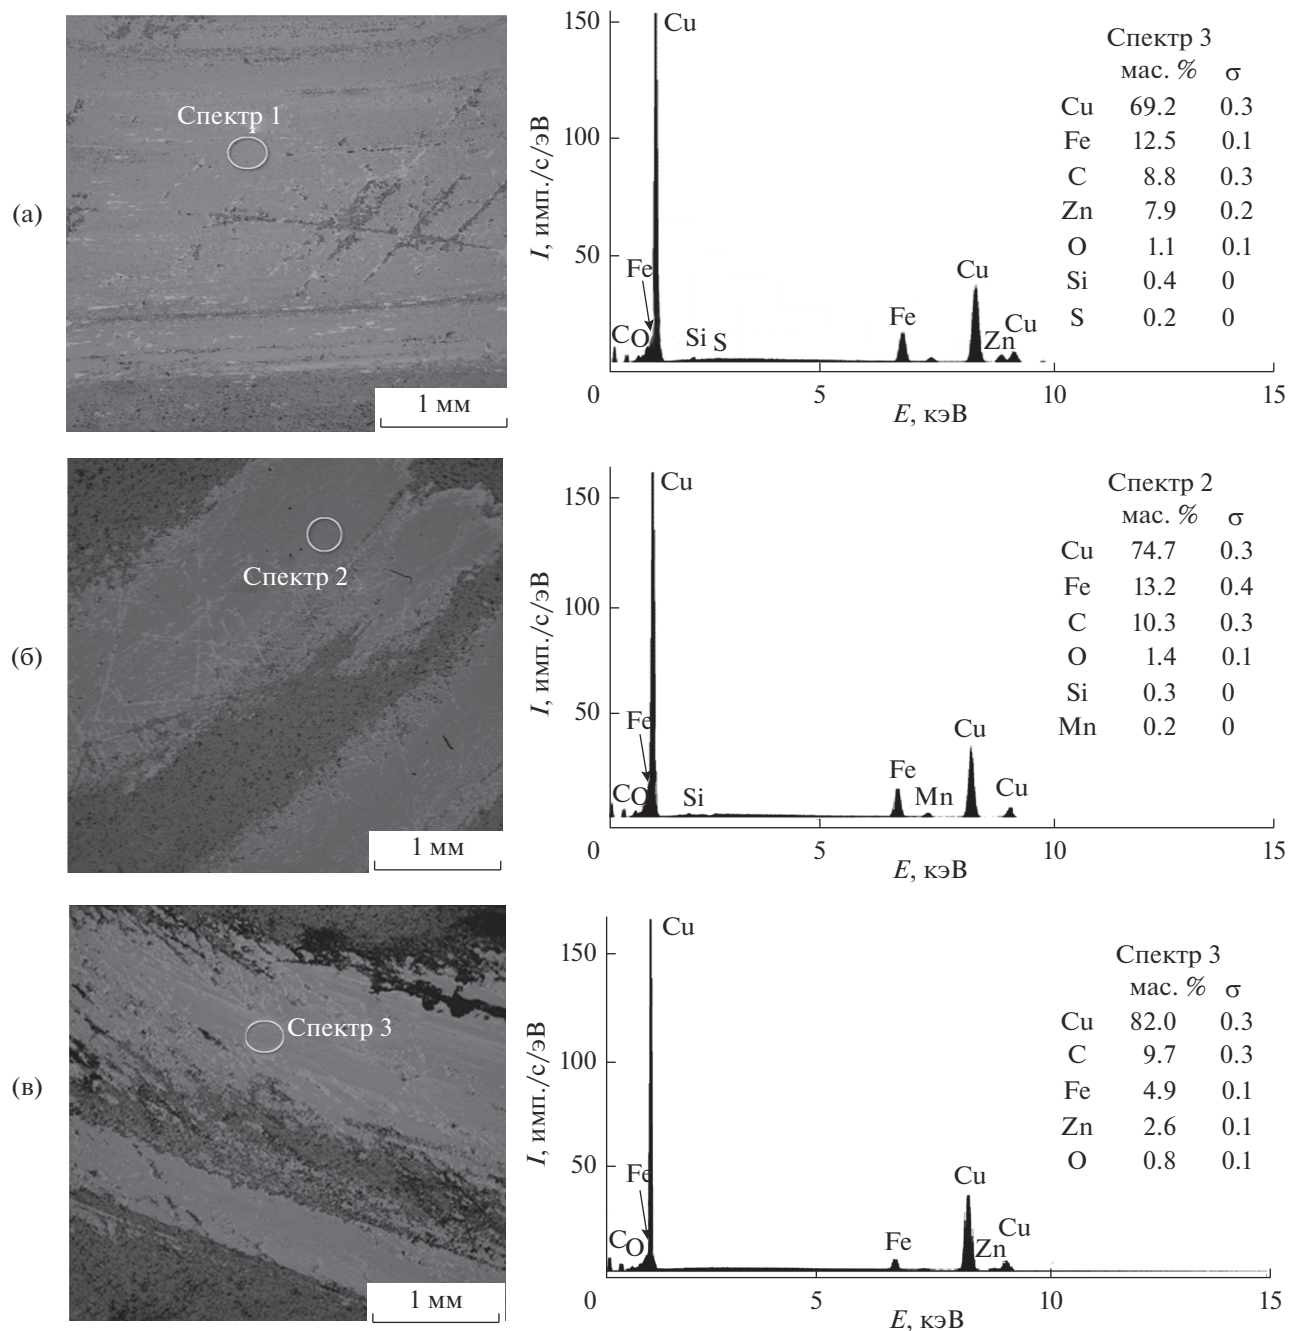 (а)
Спектр 1
1 мм
I, имп./с/эВ
150
100
50
0
5
10
15
E, кэВ
Cu
Fe
C
O
Si
S
Fe
Cu
Zn
Cu
Спектр 3
мас. % σ
Cu 69.2 0.3
Fe 12.5 0.1
C 8.8 0.3
Zn 7.9 0.2
O 1.1 0.1
Si 0.4 0
S 0.2 0
(б)
Спектр 2
1 мм
I, имп./с/эВ
150
100
50
0
5
10
15
E, кэВ
Cu
Fe
C
O
Si
Fe
Mn
Cu
Cu
Спектр 2
мас. % σ
Cu 74.7 0.3
Fe 13.2 0.4
C 10.3 0.3
O 1.4 0.1
Si 0.3 0
Mn 0.2 0
(в)
Спектр 3
1 мм
I, имп./с/эВ
150
100
50
0
5
10
15
E, кэВ
Cu
Fe
C
O
Fe
Cu
Zn
Cu
Спектр 3
мас. % σ
Cu 82.0 0.3
C 9.7 0.3
Fe 4.9 0.1
Zn 2.6 0.1
O 0.8 0.1